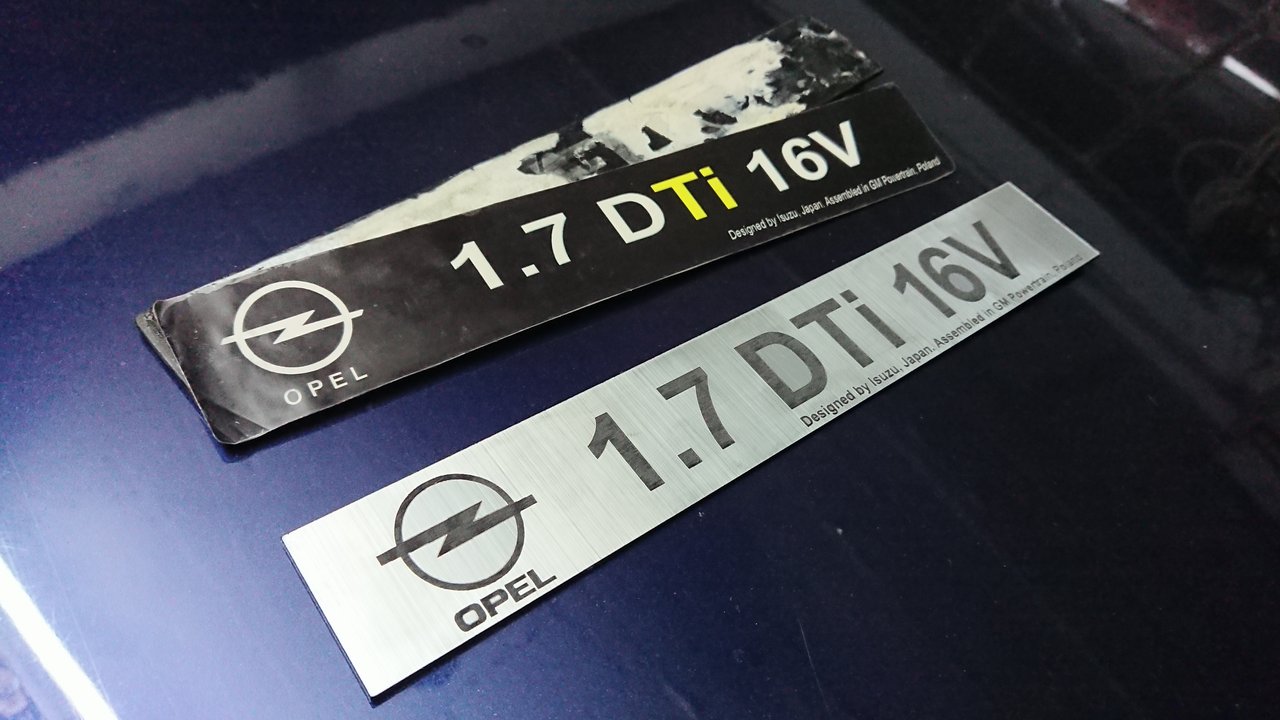 1.7 DTi 16V
Designed by Isuzu, Japan. Assembled in GM Powertrain, Poland
OPEL
1.7 DTi 16V
Designed by Isuzu, Japan. Assembled in GM Powertrain, Poland
OPEL